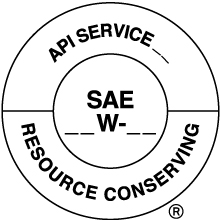 API SERVICE__
SAE
__W-__
RESOURCE CONSERVING
®